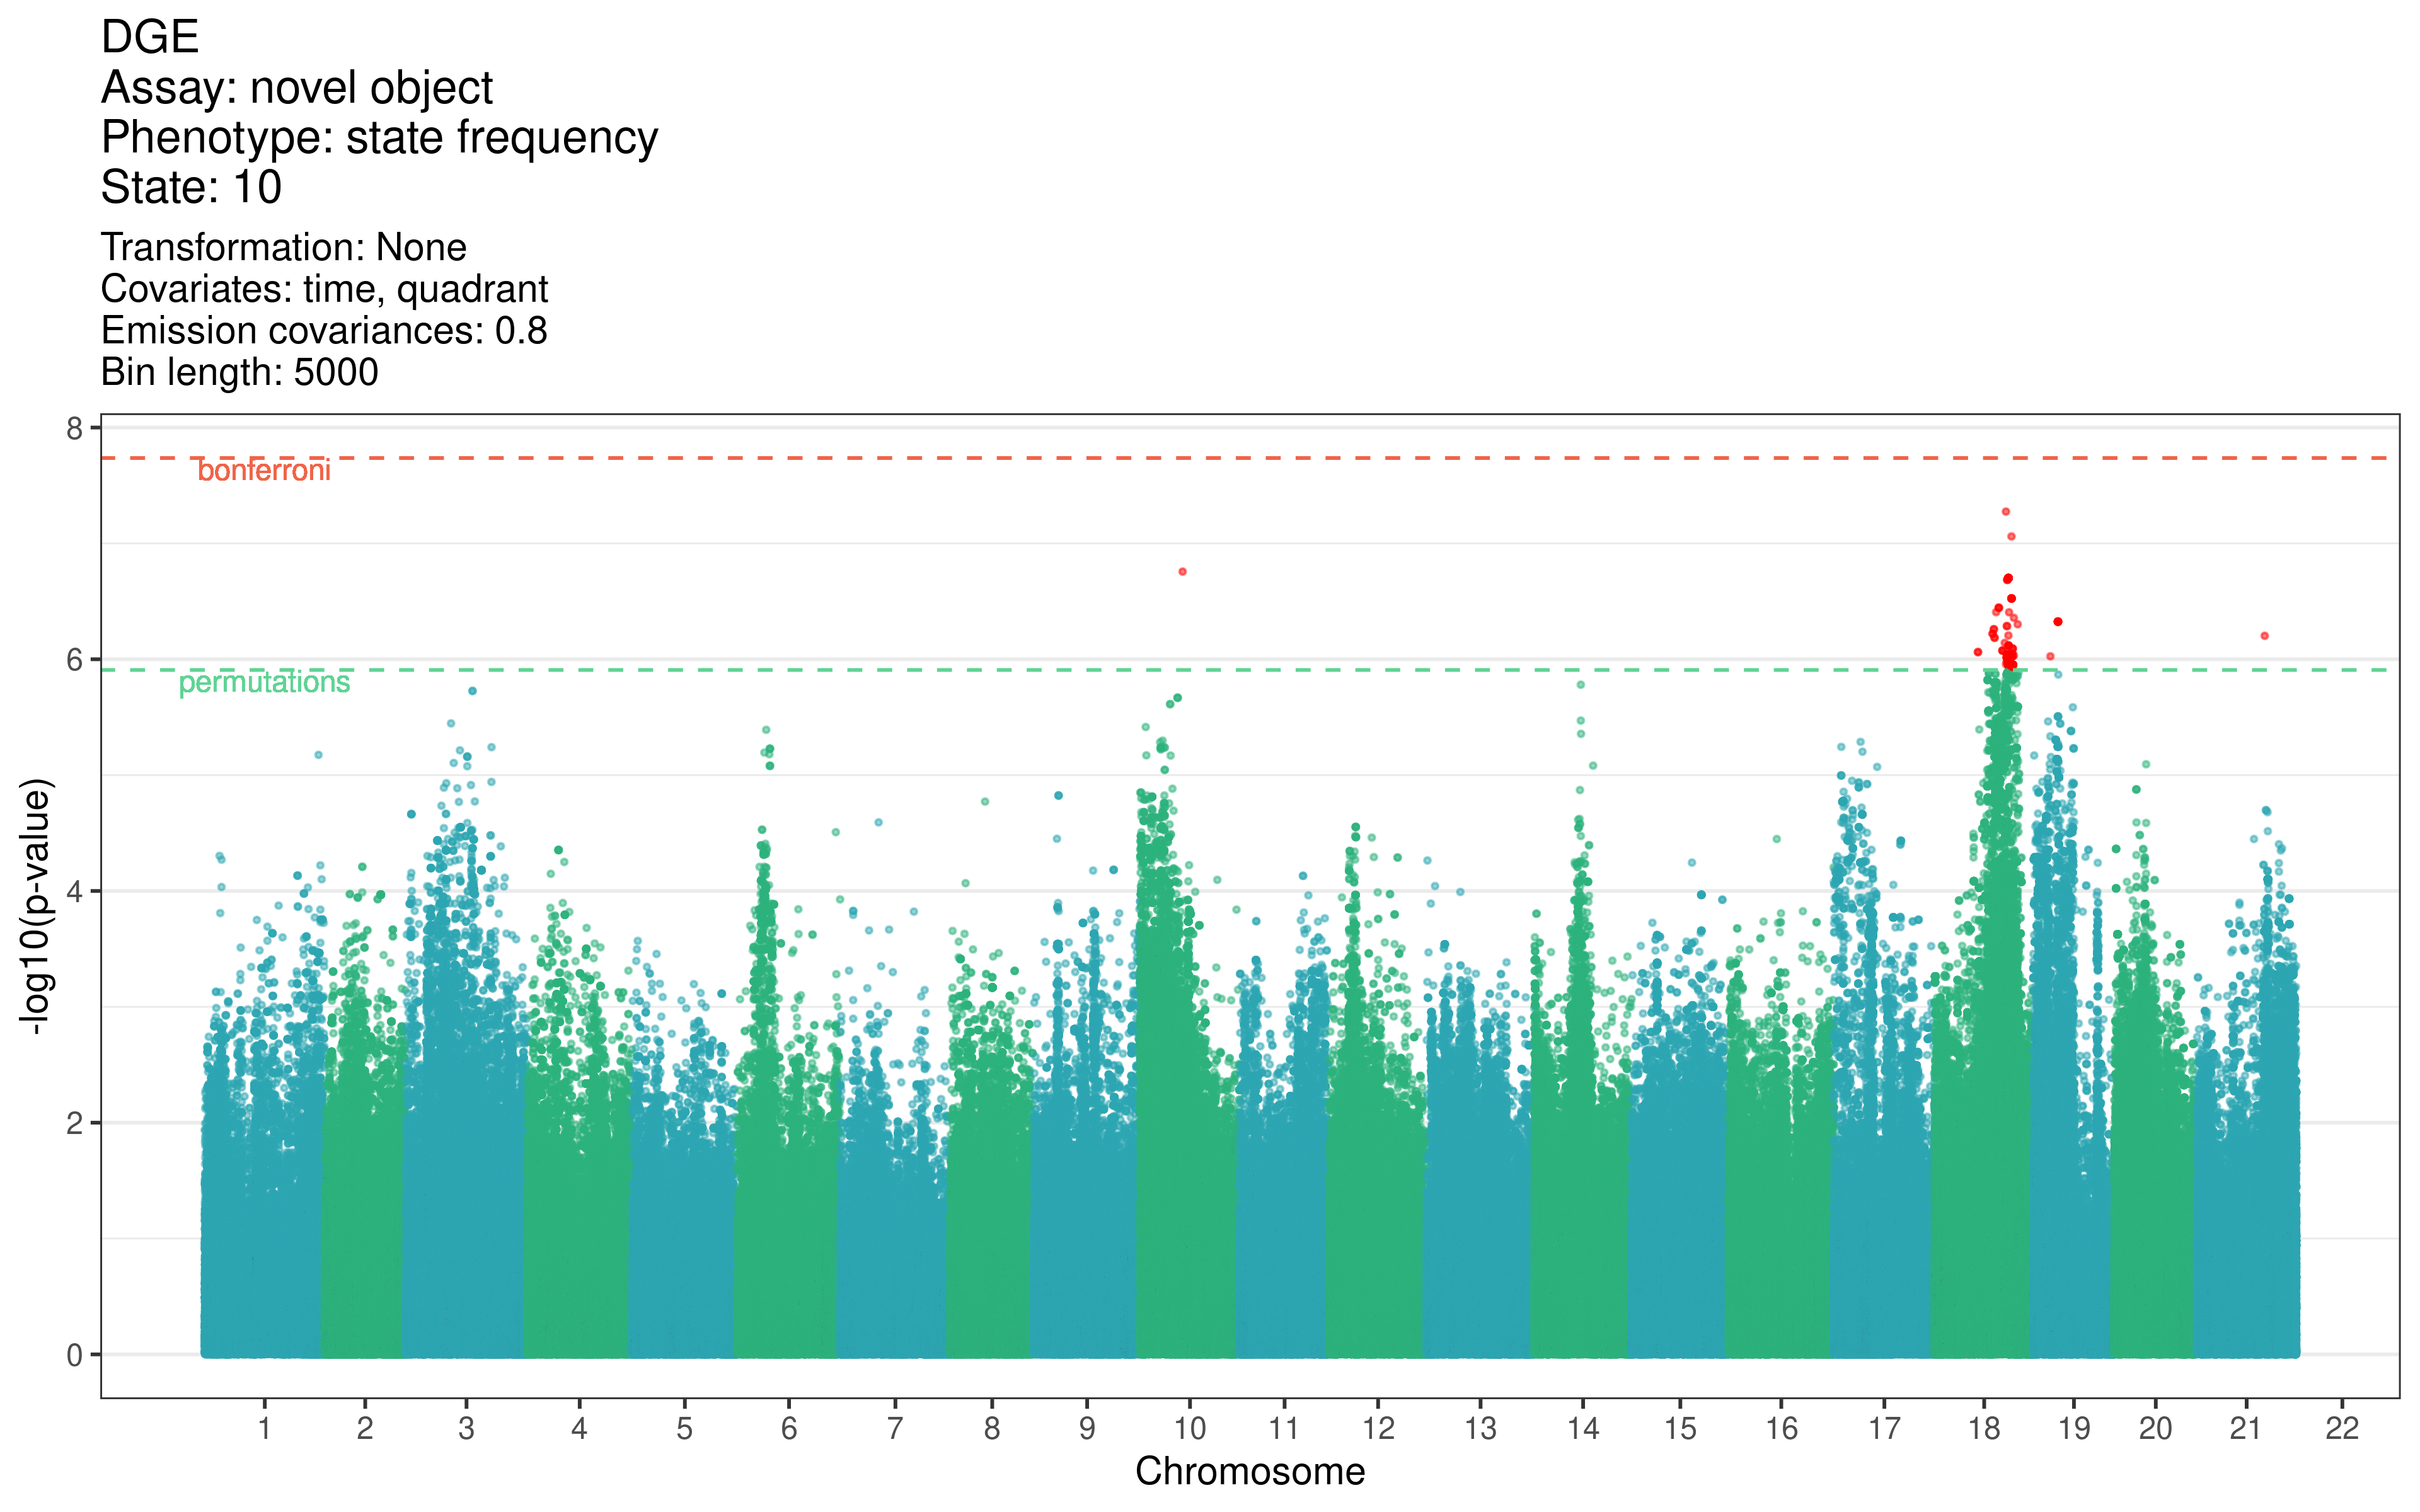 DGE
Assay: novel object
Phenotype: state frequency
State: 10
Transformation: None
Covariates: time, quadrant
Emission covariances: 0.8
Bin length: 5000
8
bonferroni
6
permutations
4
2
0
-log10(p-value)
1 2 3 4 5 6 7 8 9 10 11 12 13 14 15 16 17 18 19 20 21 22
Chromosome